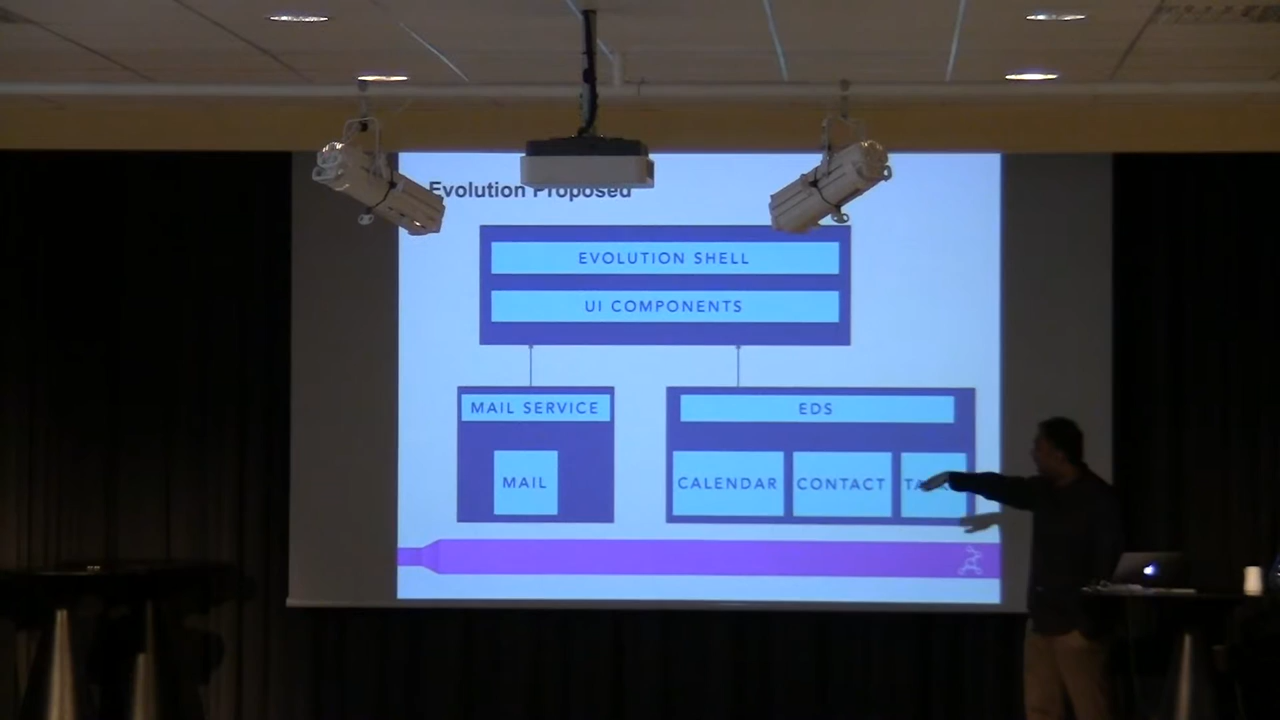 Evolution Proposed
EVOLUTION SHELL
UI COMPONENTS
MAIL SERVICE
EDS
MAIL
CALENDAR
CONTACT